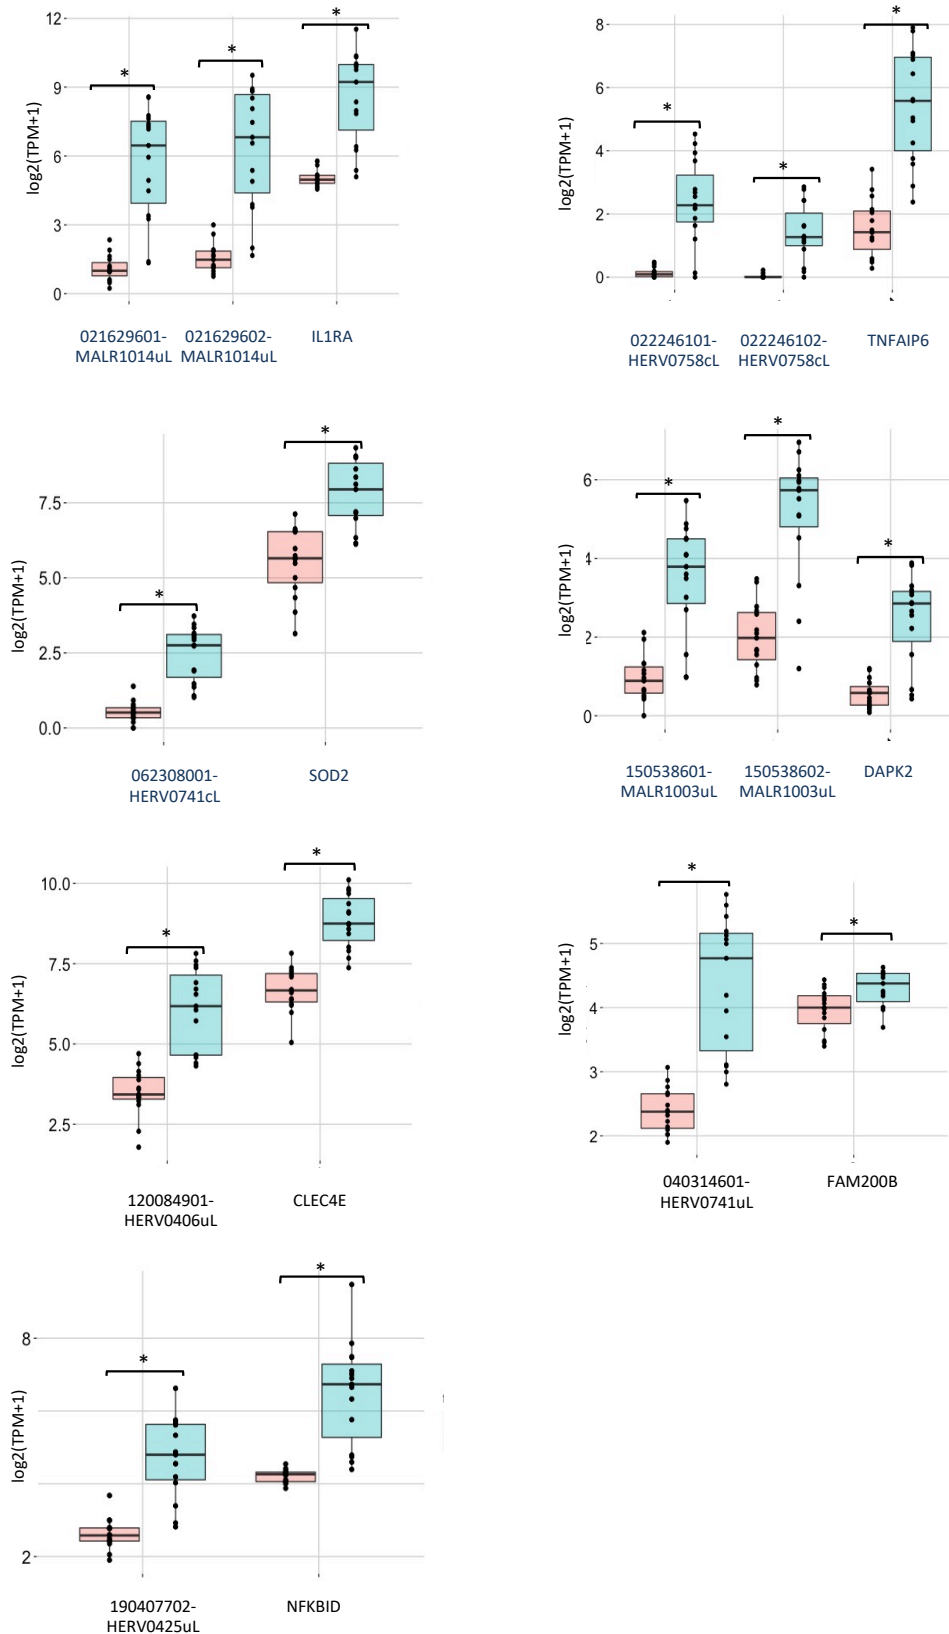 12
9
6
3
0
log2(TPM+1)
*
*
*
021629601-
MALR1014uL
021629602-
MALR1014uL
IL1RA
8
6
4
2
0
log2(TPM+1)
*
*
*
022246101-
HERV0758cL
022246102-
HERV0758cL
TNFAIP6
7.5
5.0
2.5
0.0
log2(TPM+1)
*
*
062308001-
HERV0741cL
SOD2
6
4
2
0
log2(TPM+1)
*
*
*
150538601-
MALR1003uL
150538602-
MALR1003uL
DAPK2
10.0
7.5
5.0
2.5
log2(TPM+1)
*
*
120084901-
HERV0406uL
CLEC4E
5
4
3
2
log2(TPM+1)
*
*
040314601-
HERV0741uL
FAM200B
8
2
log2(TPM+1)
*
*
190407702-
HERV0425uL
NFKBID